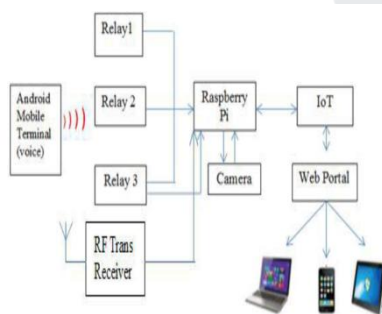 Relay1
Android
Mobile
Terminal
(voice)
Relay 2
Raspberry
Pi
IoT
Relay 3
Camera
Web Portal
RF Trans
Receiver